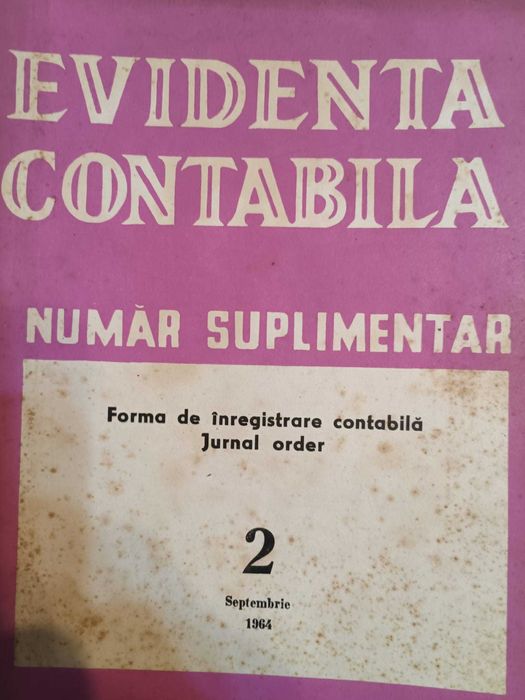 EVIDENTA
CONTABILA
NUMĂR SUPLIMENTAR
Forma de înregistrare contabilă
Jurnal order
2
Septembrie
1964